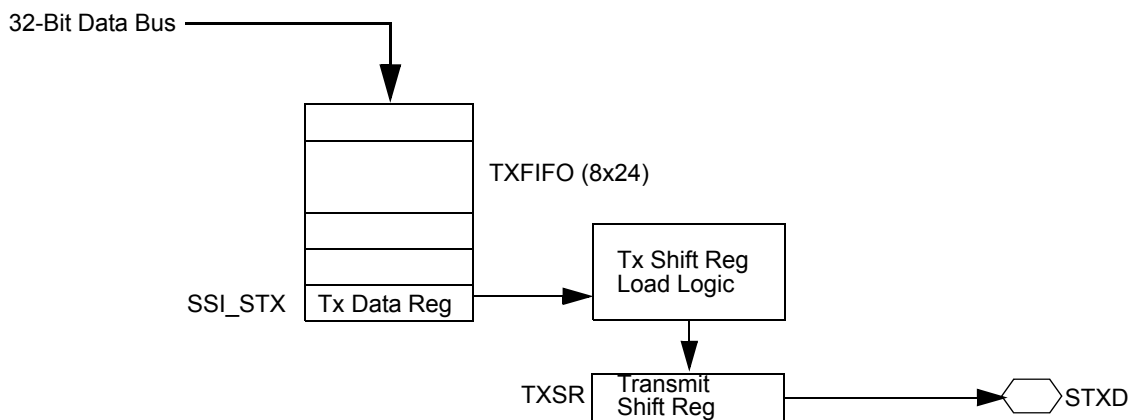 32-Bit Data Bus
TXFIFO (8x24)
Tx Shift Reg
Load Logic
SSI_STX
Tx Data Reg
TXSR
Transmit
Shift Reg
STXD